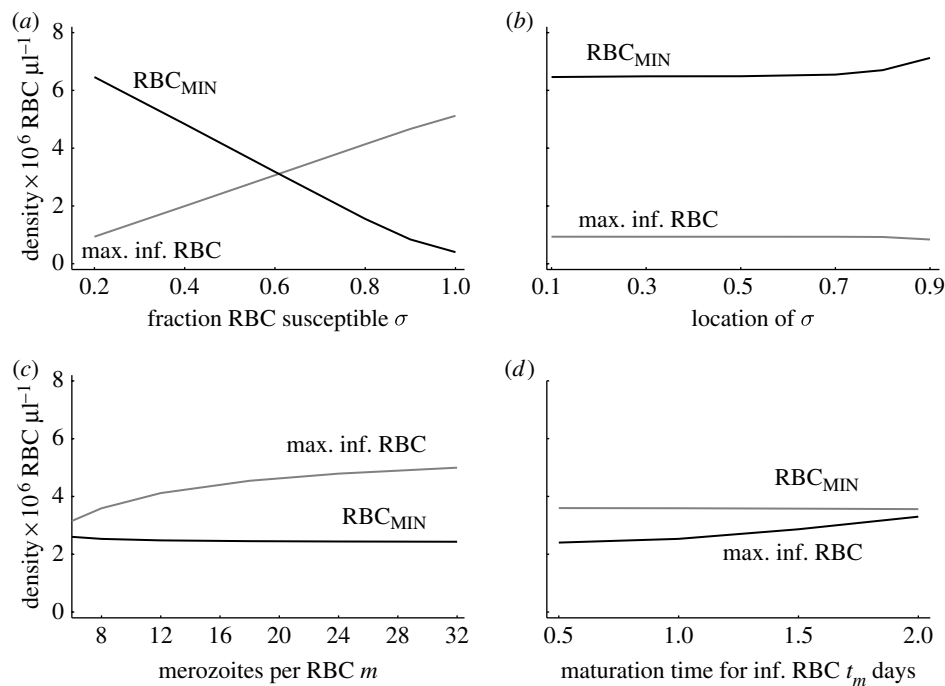 (a)
8
6
4
2
0
density×10⁶ RBC µl⁻¹
RBC_MIN
max. inf. RBC
0.2 0.4 0.6 0.8 1.0
fraction RBC susceptible σ
(b)
RBC_MIN
max. inf. RBC
0.1 0.3 0.5 0.7 0.9
location of σ
(c)
8
6
4
2
0
density×10⁶ RBC µl⁻¹
max. inf. RBC
RBC_MIN
8 12 16 20 24 28 32
merozoites per RBC m
(d)
RBC_MIN
max. inf. RBC
0.5 1.0 1.5 2.0
maturation time for inf. RBC t_m days